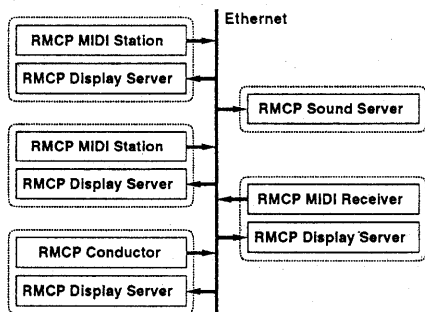 Ethernet
RMCP MIDI Station
RMCP Display Server
RMCP Sound Server
RMCP MIDI Station
RMCP Display Server
RMCP MIDI Receiver
RMCP Display Server
RMCP Conductor
RMCP Display Server